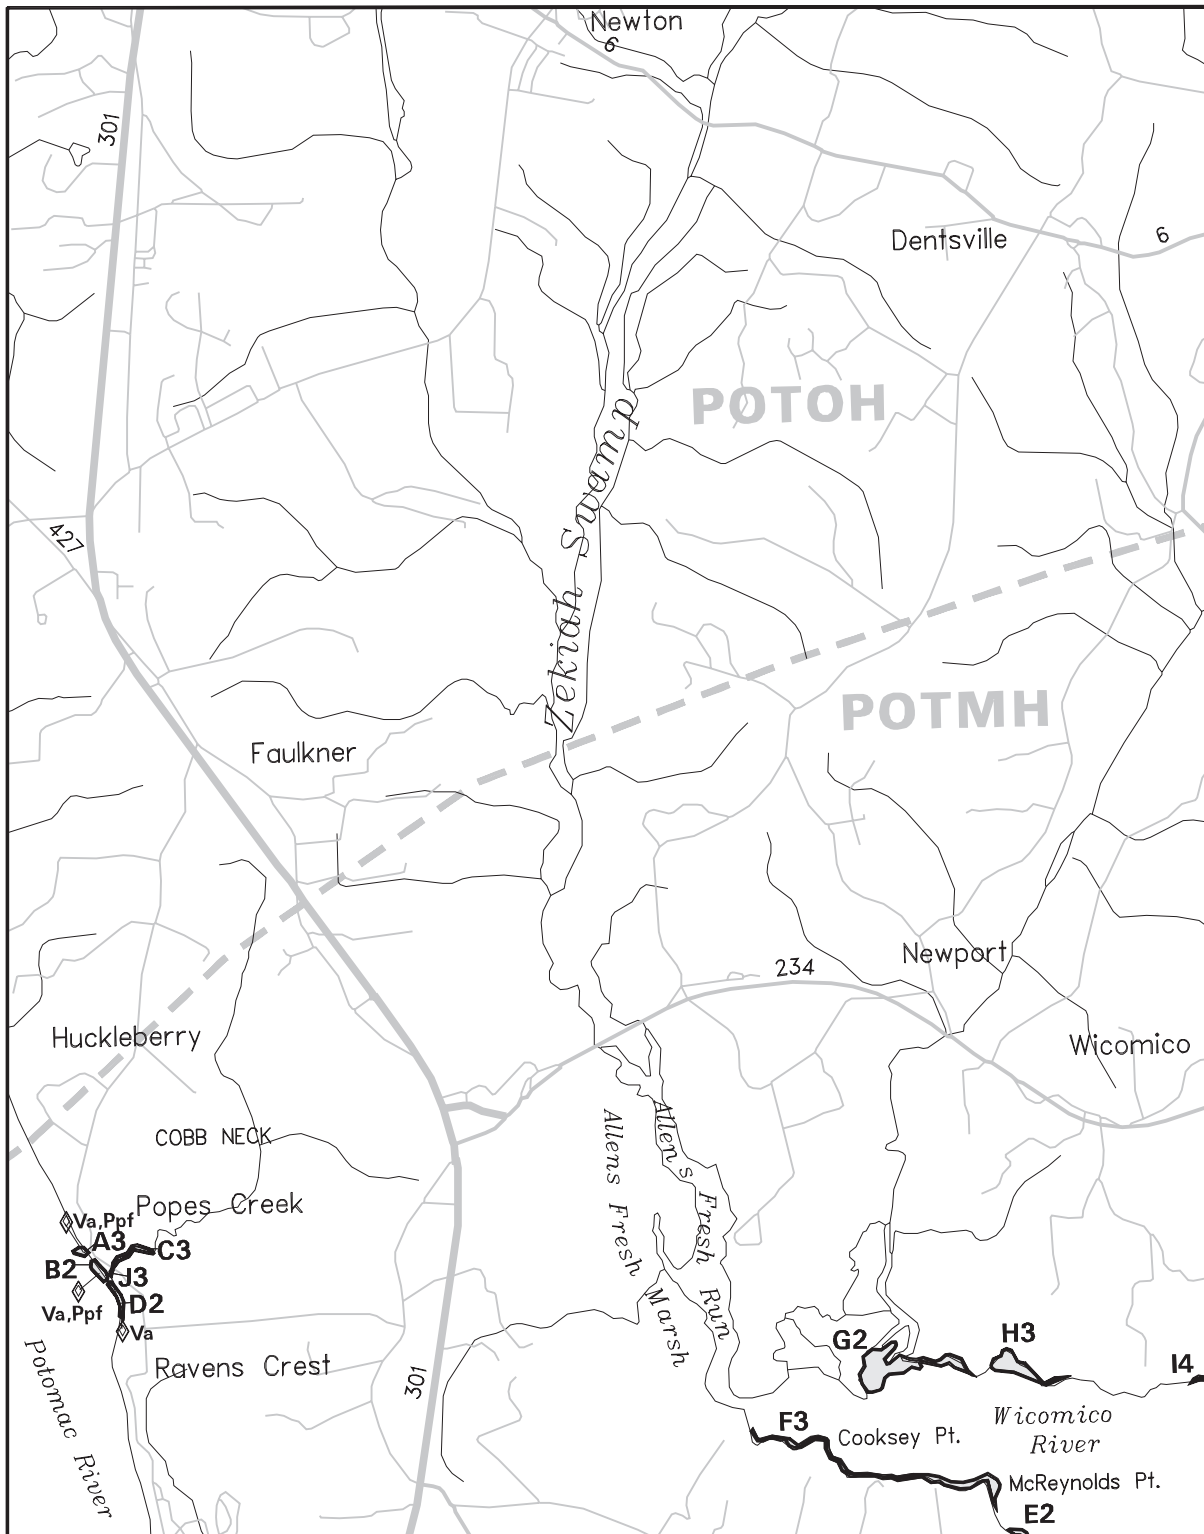 Newton
6
301
Dentsville
6
POTOH
Zekiah Swamp
427
POTMH
Faulkner
Newport
234
Huckleberry
Wicomico
COBB NECK
Allens Fresh Marsh
Allen's Fresh Run
Popes Creek
Va,Ppf
A3
C3
B2
J3
Va,Ppf
D2
Va
Ravens Crest
Potomac River
301
G2
H3
I4
F3
Cooksey Pt.
Wicomico
River
McReynolds Pt.
E2